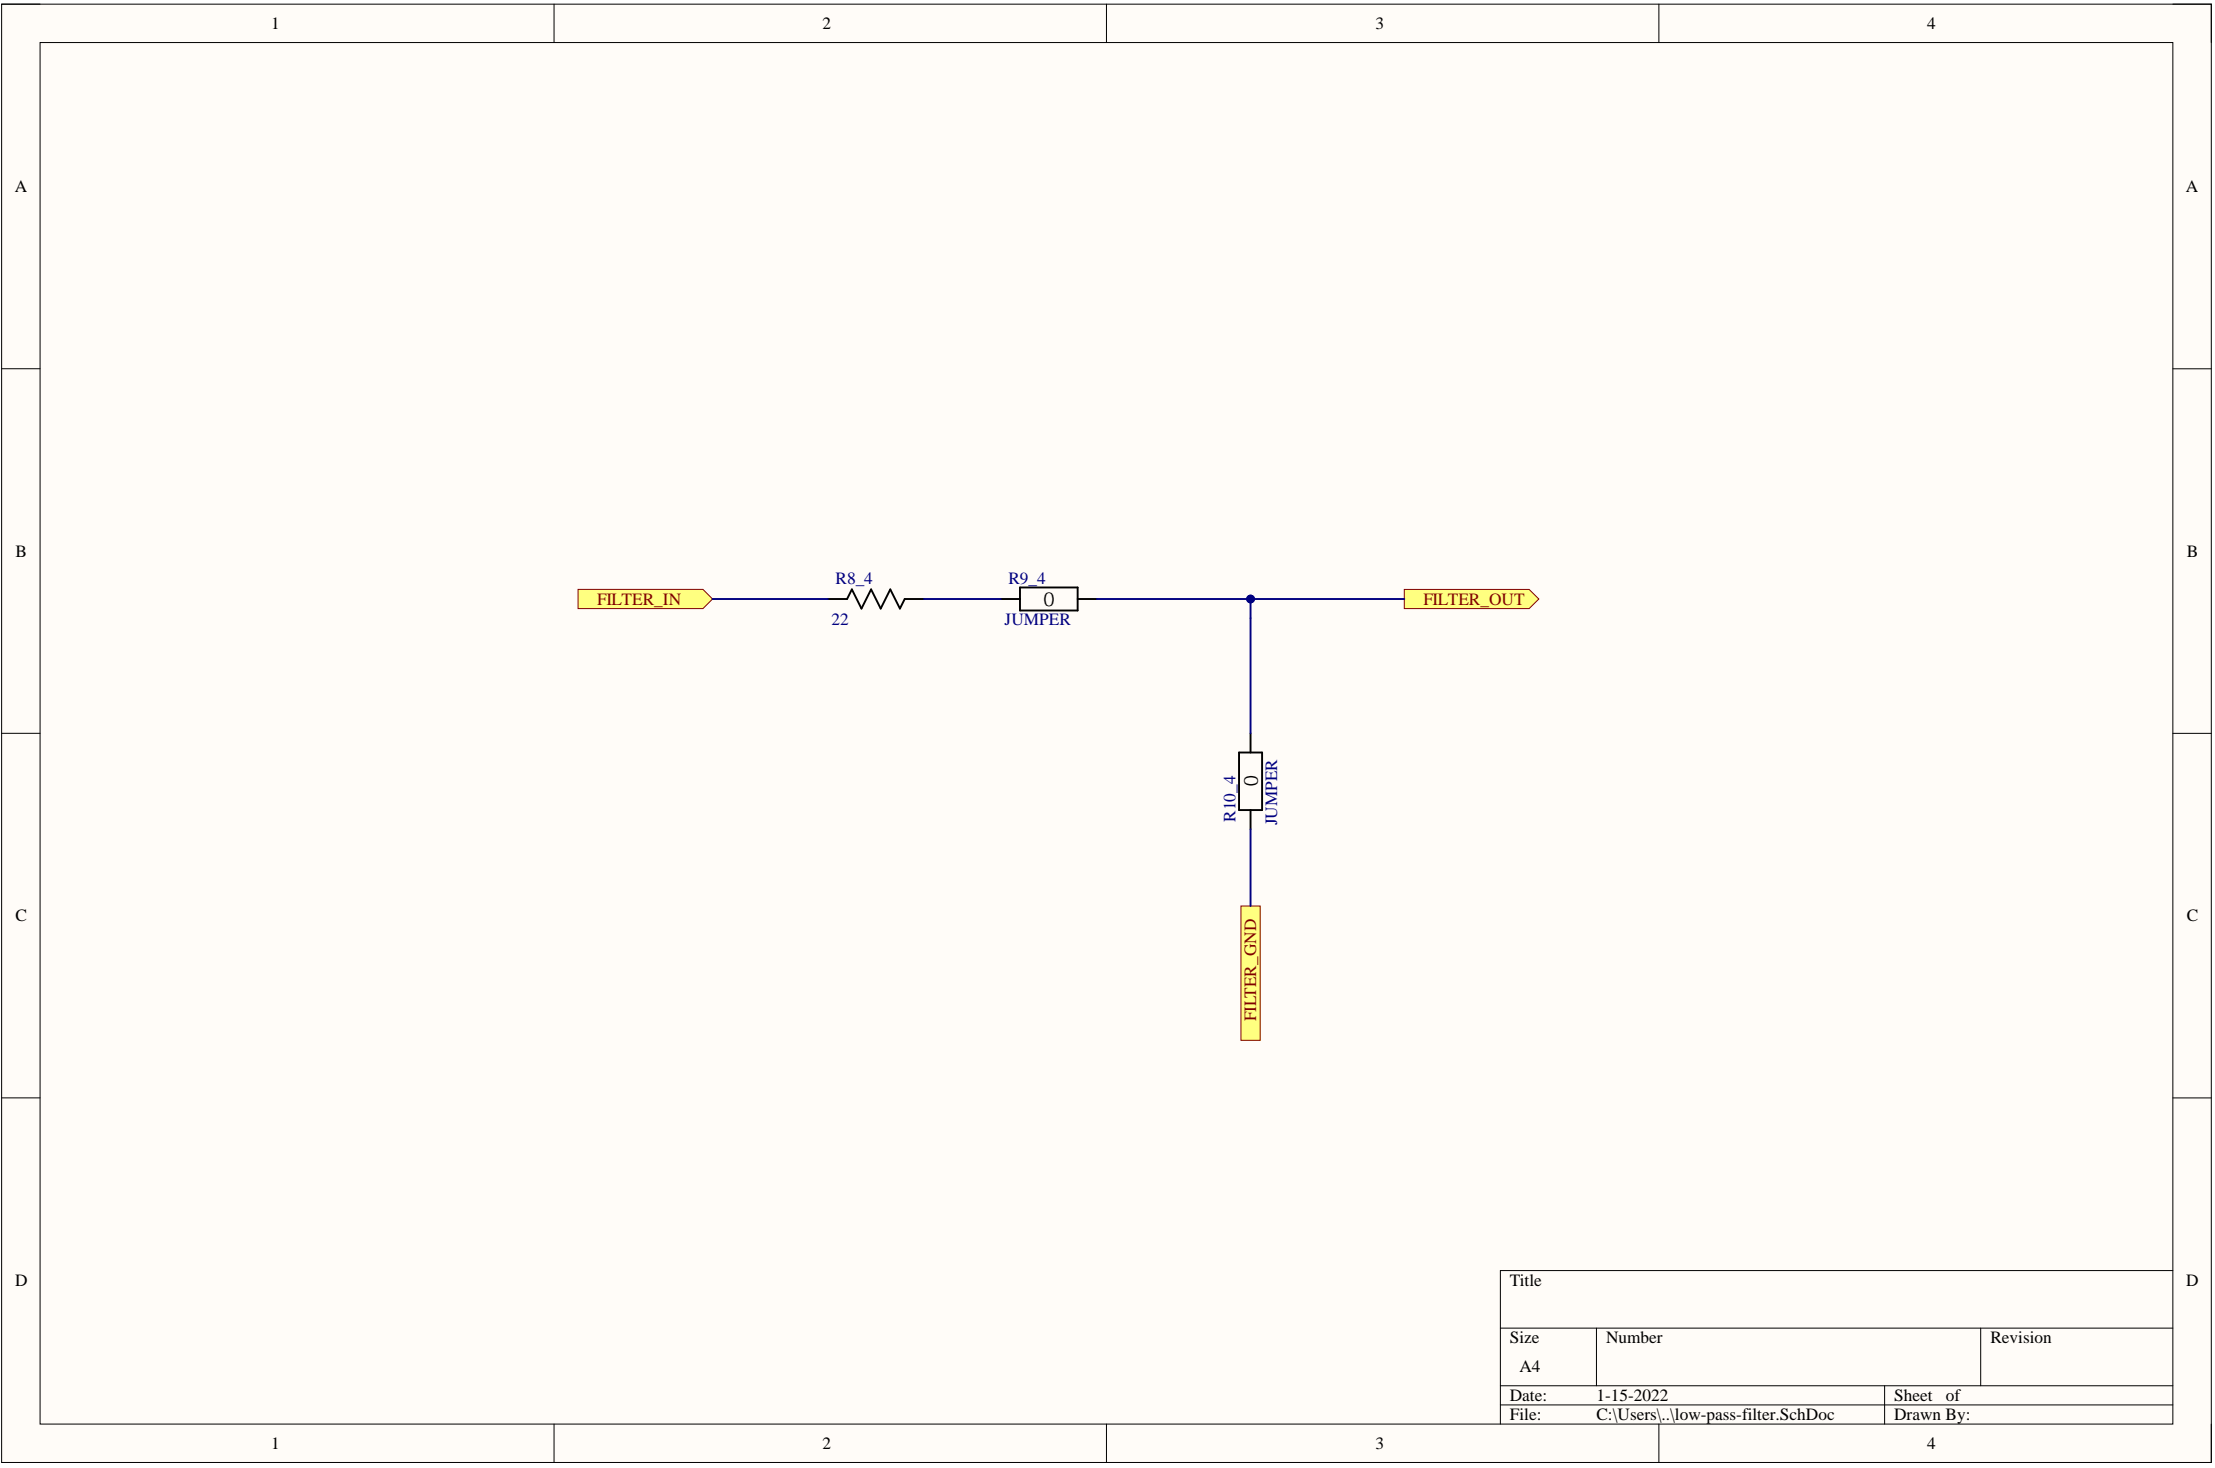 1 2 3 4
A A
B B
R8_4 R9_4
FILTER_IN 0 FILTER_OUT
22 JUMPER
R10_4 0 JUMPER
C C
FILTER_GND
D D
Title
Size Number Revision
A4
Date: 1-15-2022 Sheet of
File: C:\Users\..\low-pass-filter.SchDoc Drawn By:
1 2 3 4